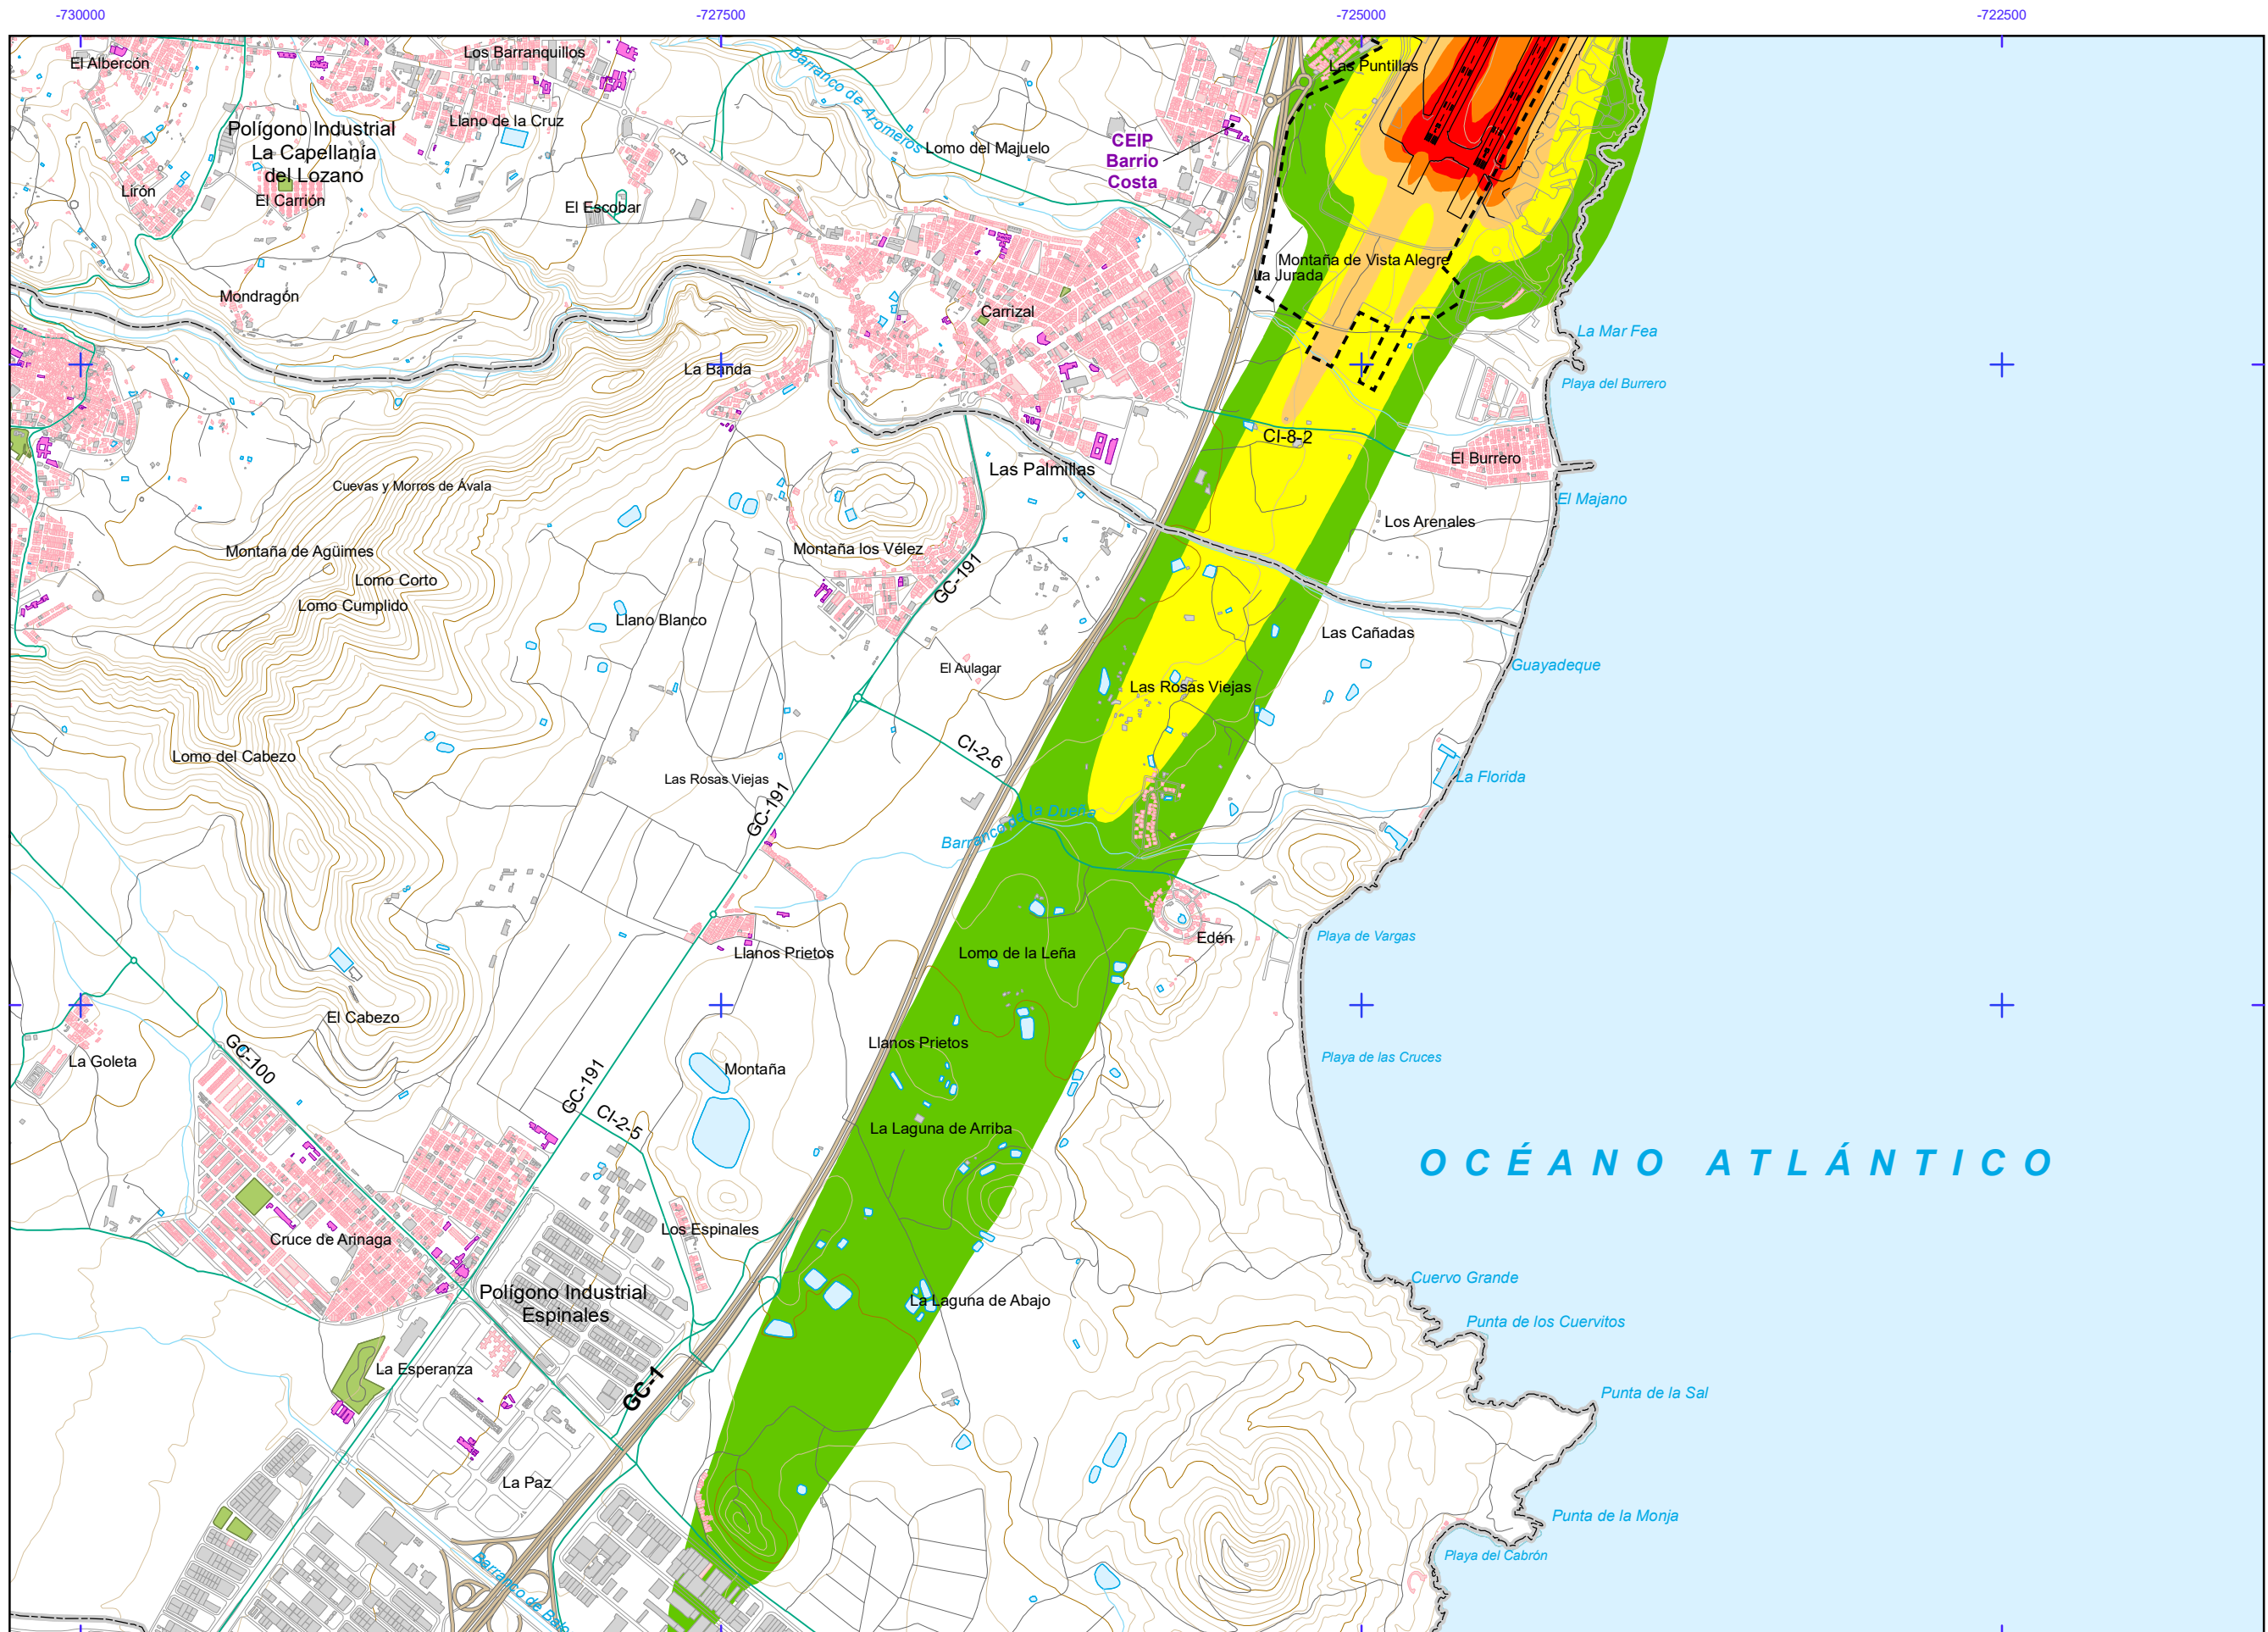 -730000
-727500
-725000
-722500
El Albercón
Los Barranquillos
Las Puntillas
Barranco de Aromeros
Polígono Industrial
La Capellanía
del Lozano
Llano de la Cruz
CEIP
Barrio
Costa
Lomo del Majuelo
Lirón
El Carrión
El Escobar
Montaña de Vista Alegre
La Jurada
Mondragón
Carrizal
La Mar Fea
La Banda
Playa del Burrero
CI-8-2
El Burrero
Las Palmillas
Cuevas y Morros de Ávala
El Majano
Los Arenales
Montaña de Agüimes
Montaña los Vélez
GC-191
Lomo Corto
Lomo Cumplido
Llano Blanco
Las Cañadas
El Aulagar
Guayadeque
Las Rosas Viejas
Lomo del Cabezo
CI-2-6
Las Rosas Viejas
La Florida
GC-191
Barranco de la Dueña
Llanos Prietos
Lomo de la Leña
Edén
Playa de Vargas
El Cabezo
La Goleta
GC-100
Llanos Prietos
Playa de las Cruces
Montaña
GC-191
CI-2-5
La Laguna de Arriba
OCÉANO ATLÁNTICO
Cruce de Arinaga
Los Espinales
Cuervo Grande
Polígono Industrial
Espinales
La Laguna de Abajo
Punta de los Cuervitos
La Esperanza
GC-1
Punta de la Sal
La Paz
Punta de la Monja
Playa del Cabrón
Barranco de Balo